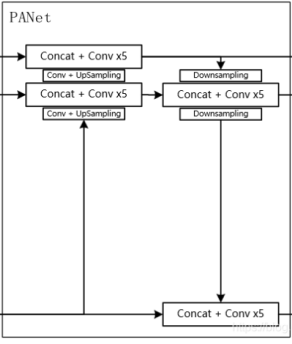 PANet
Concat + Conv x5
Conv + UpSampling
Downsampling
Concat + Conv x5
Concat + Conv x5
Conv + UpSampling
Downsampling
Concat + Conv x5